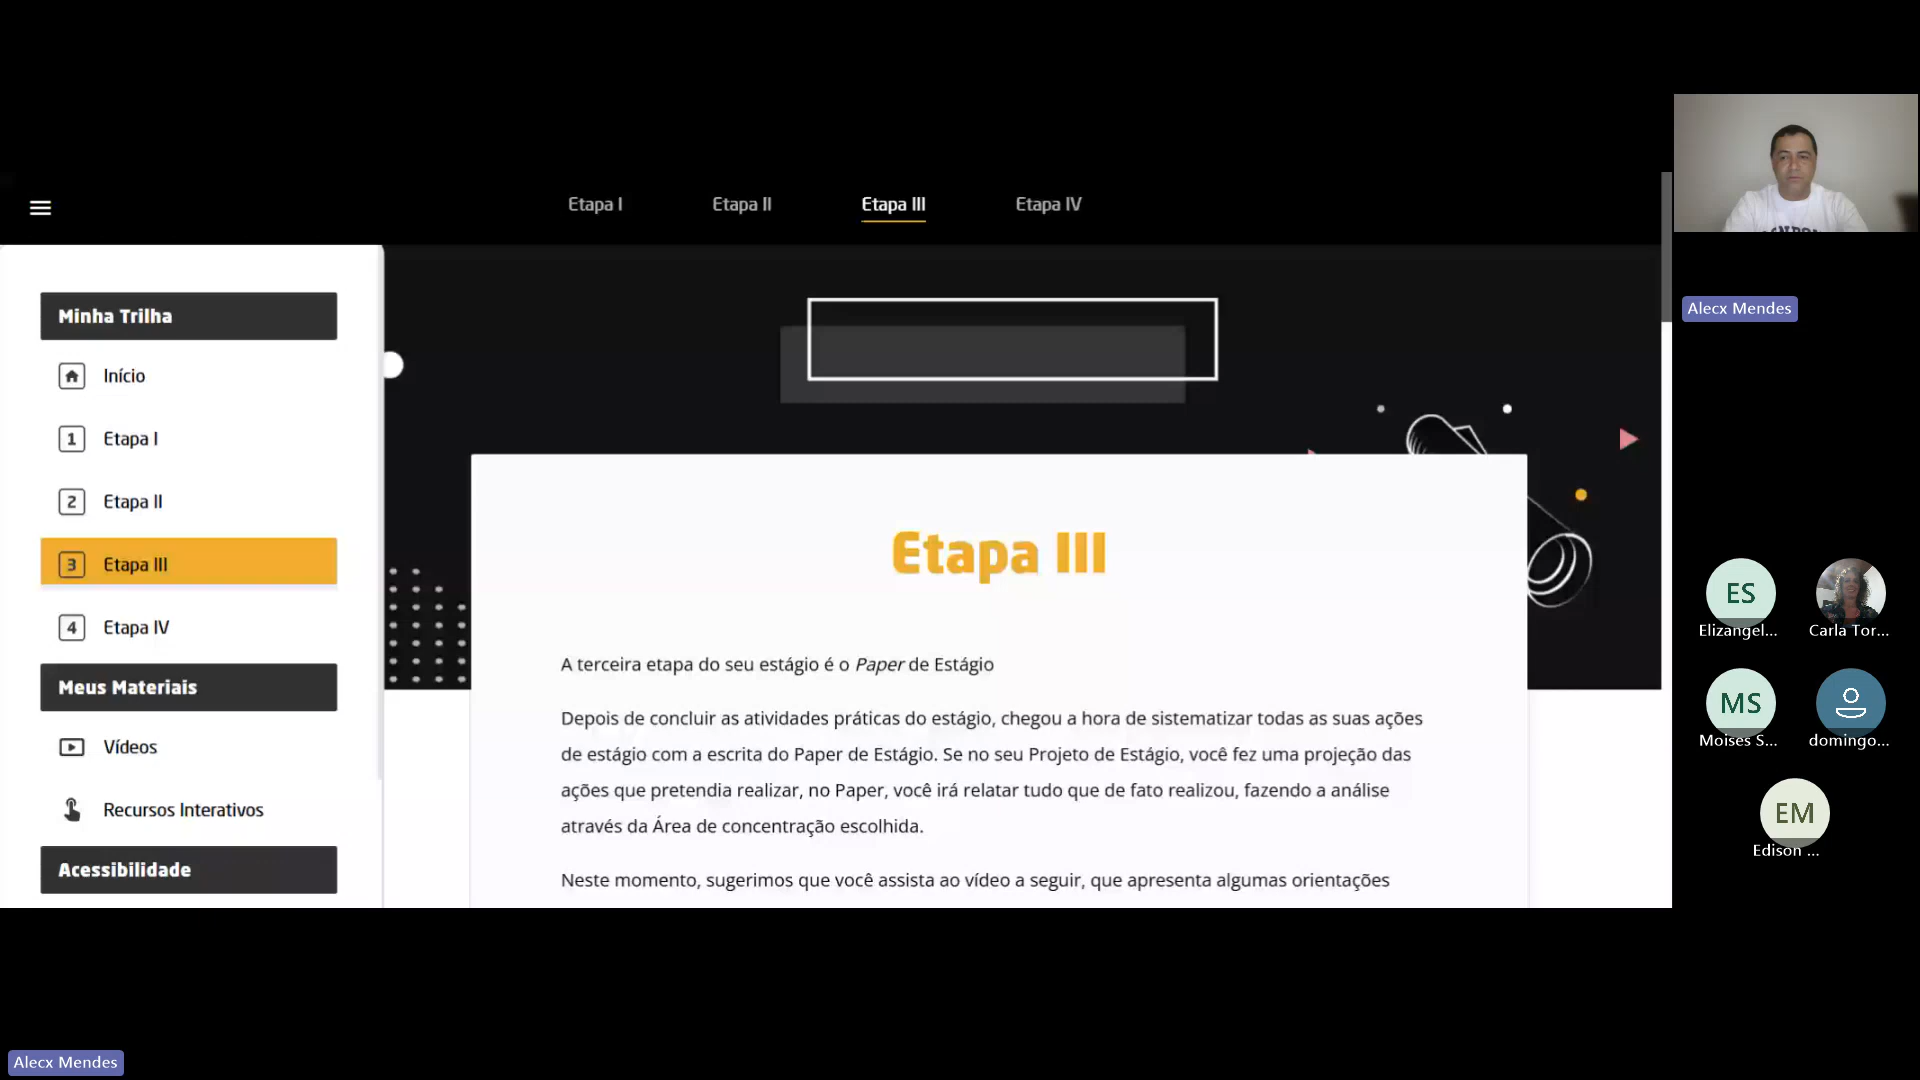 Etapa I
Etapa II
Etapa III
Etapa IV
Minha Trilha
Início
1 Etapa I
2 Etapa II
3 Etapa III
4 Etapa IV
Meus Materiais
Vídeos
Recursos Interativos
Acessibilidade
Etapa III
A terceira etapa do seu estágio é o Paper de Estágio
Depois de concluir as atividades práticas do estágio, chegou a hora de sistematizar todas as suas ações
de estágio com a escrita do Paper de Estágio. Se no seu Projeto de Estágio, você fez uma projeção das
ações que pretendia realizar, no Paper, você irá relatar tudo que de fato realizou, fazendo a análise
através da Área de concentração escolhida.
Neste momento, sugerimos que você assista ao vídeo a seguir, que apresenta algumas orientações
Alecx Mendes
ES
Elizangel...
Carla Tor...
MS
Moises S...
domingo...
EM
Edison ...
Alecx Mendes